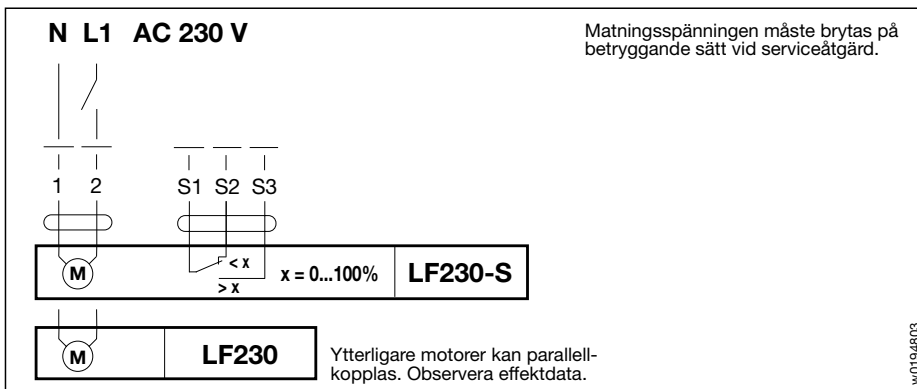 N L1 AC 230 V
Matningsspänningen måste brytas på
betryggande sätt vid serviceåtgärd.
1 2 S1 S2 S3
M < x
> x
x = 0...100% LF230-S
M LF230
Ytterligare motorer kan parallell-
kopplas. Observera effektdata.
w0194803